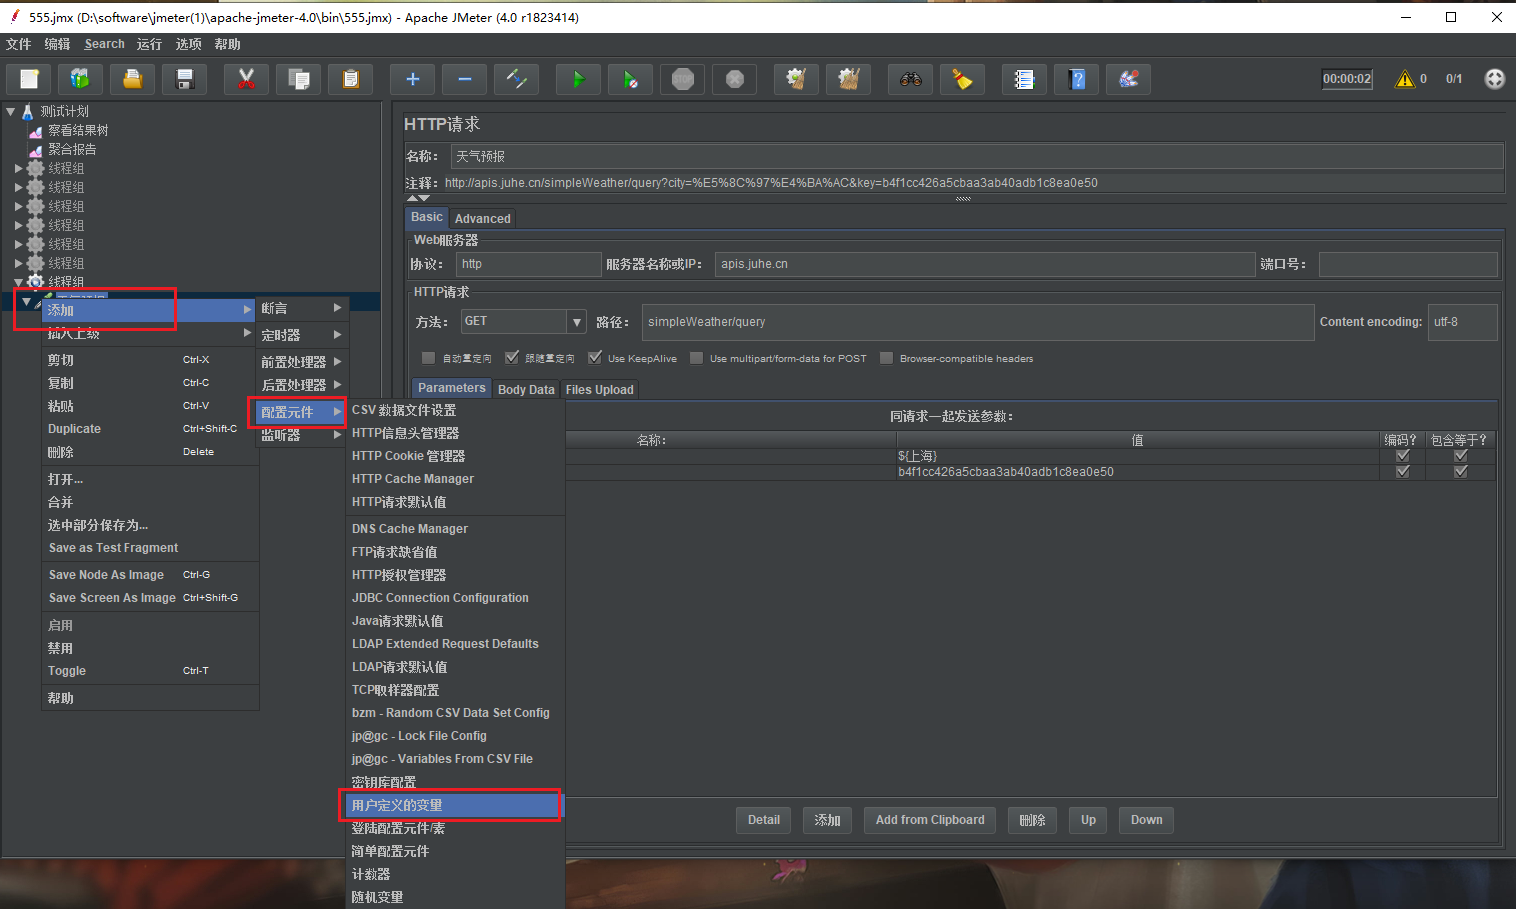 555.jmx (D:\software\jmeter(1)\apache-jmeter-4.0\bin\555.jmx) - Apache JMeter (4.0 r1823414)
文件 编辑 Search 运行 选项 帮助
00:00:02 0 0/1
测试计划
察看结果树
聚合报告
线程组
线程组
线程组
线程组
线程组
线程组
线程组
天气预报
添加
插入上级
剪切 Ctrl-X
复制 Ctrl-C
粘贴 Ctrl-V
Duplicate Ctrl+Shift-C
删除 Delete
打开...
合并
选中部分保存为...
Save as Test Fragment
Save Node As Image Ctrl-G
Save Screen As Image Ctrl+Shift-G
启用
禁用
Toggle Ctrl-T
帮助
断言
定时器
前置处理器
后置处理器
配置元件
监听器
CSV 数据文件设置
HTTP信息头管理器
HTTP Cookie 管理器
HTTP Cache Manager
HTTP请求默认值
DNS Cache Manager
FTP请求缺省值
HTTP授权管理器
JDBC Connection Configuration
Java请求默认值
LDAP Extended Request Defaults
LDAP请求默认值
TCP取样器配置
bzm - Random CSV Data Set Config
jp@gc - Lock File Config
jp@gc - Variables From CSV File
密钥库配置
用户定义的变量
登陆配置元件/素
简单配置元件
计数器
随机变量
HTTP请求
名称： 天气预报
注释： http://apis.juhe.cn/simpleWeather/query?city=%E5%8C%97%E4%BA%AC&key=b4f1cc426a5cbaa3ab40adb1c8ea0e50
Basic Advanced
Web服务器
协议： http 服务器名称或IP： apis.juhe.cn 端口号：
HTTP请求
方法： GET 路径： simpleWeather/query Content encoding: utf-8
自动重定向 跟随重定向 Use KeepAlive Use multipart/form-data for POST Browser-compatible headers
Parameters Body Data Files Upload
同请求一起发送参数：
名称： 值 编码？ 包含等于？
${上海}
b4f1cc426a5cbaa3ab40adb1c8ea0e50
Detail 添加 Add from Clipboard 删除 Up Down